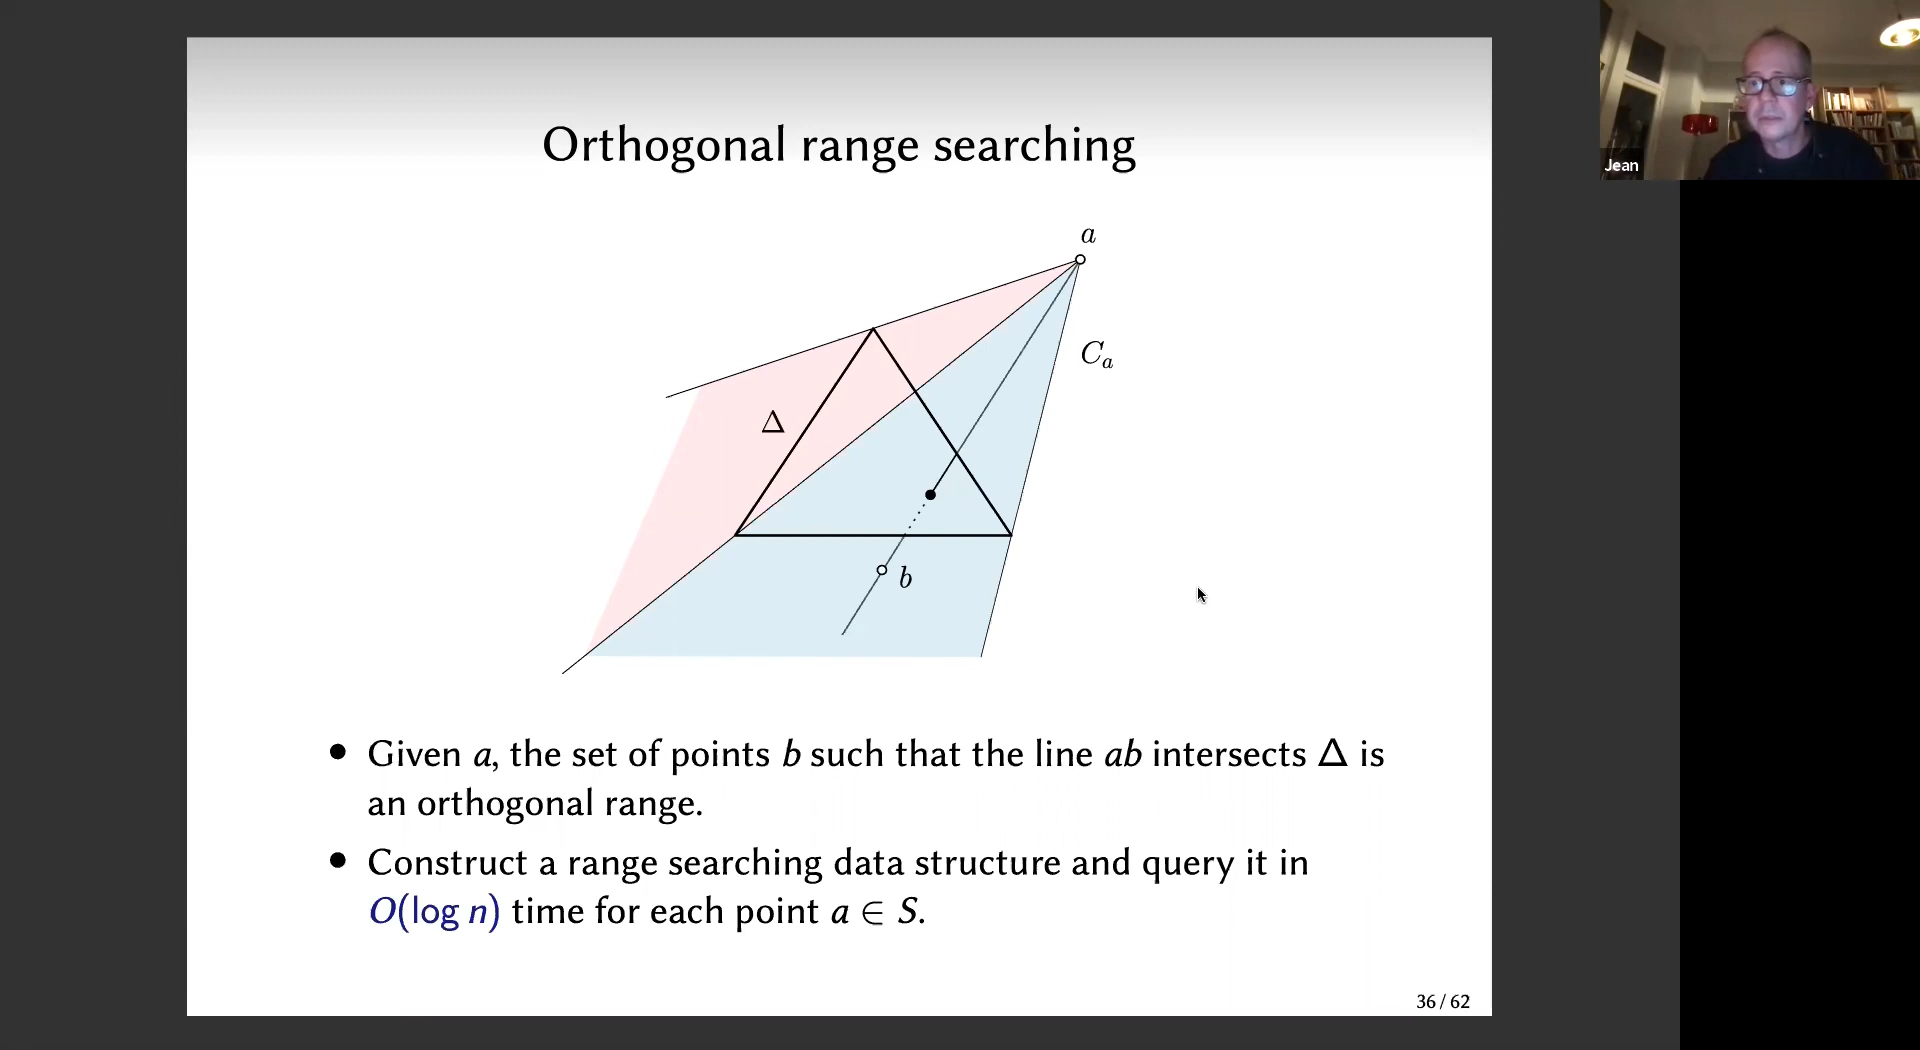 Orthogonal range searching
a
Cₐ
Δ
b
• Given a, the set of points b such that the line ab intersects Δ is
an orthogonal range.
• Construct a range searching data structure and query it in
O(log n) time for each point a ∈ S.
36 / 62
Jean